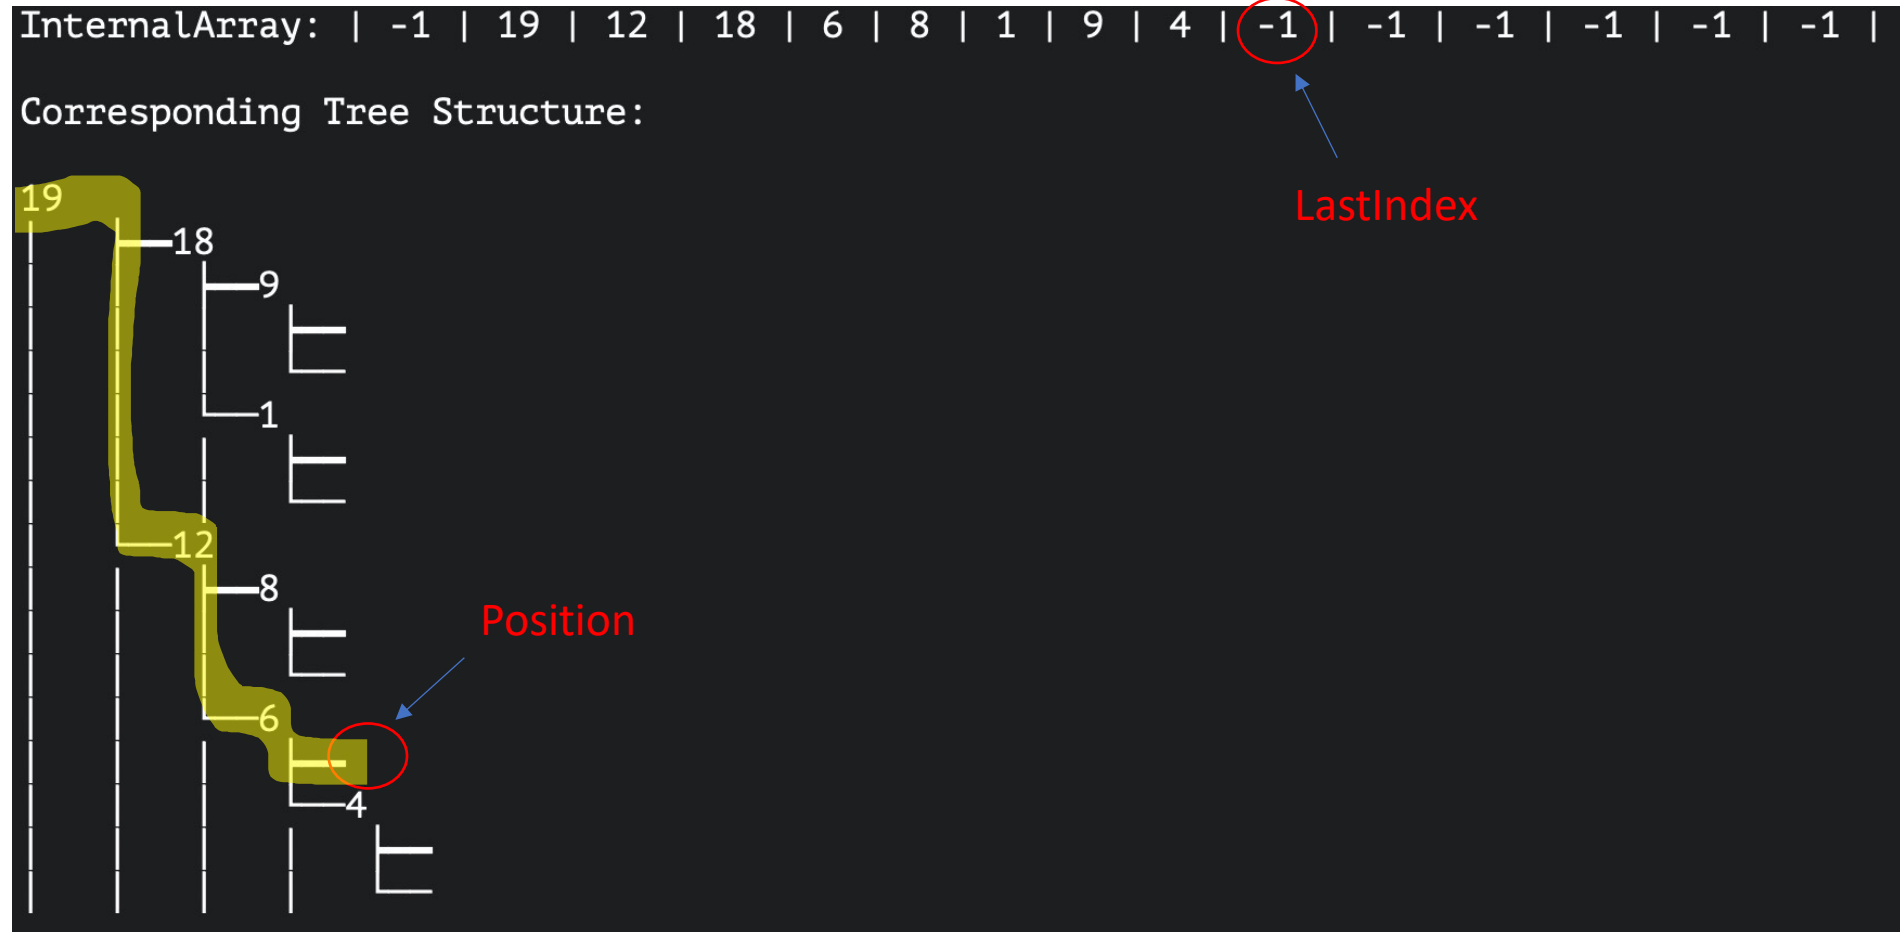 InternalArray: | -1 | 19 | 12 | 18 | 6 | 8 | 1 | 9 | 4 | -1 | -1 | -1 | -1 | -1 | -1 |
Corresponding Tree Structure:
LastIndex
19
18
9
1
12
8
Position
6
4